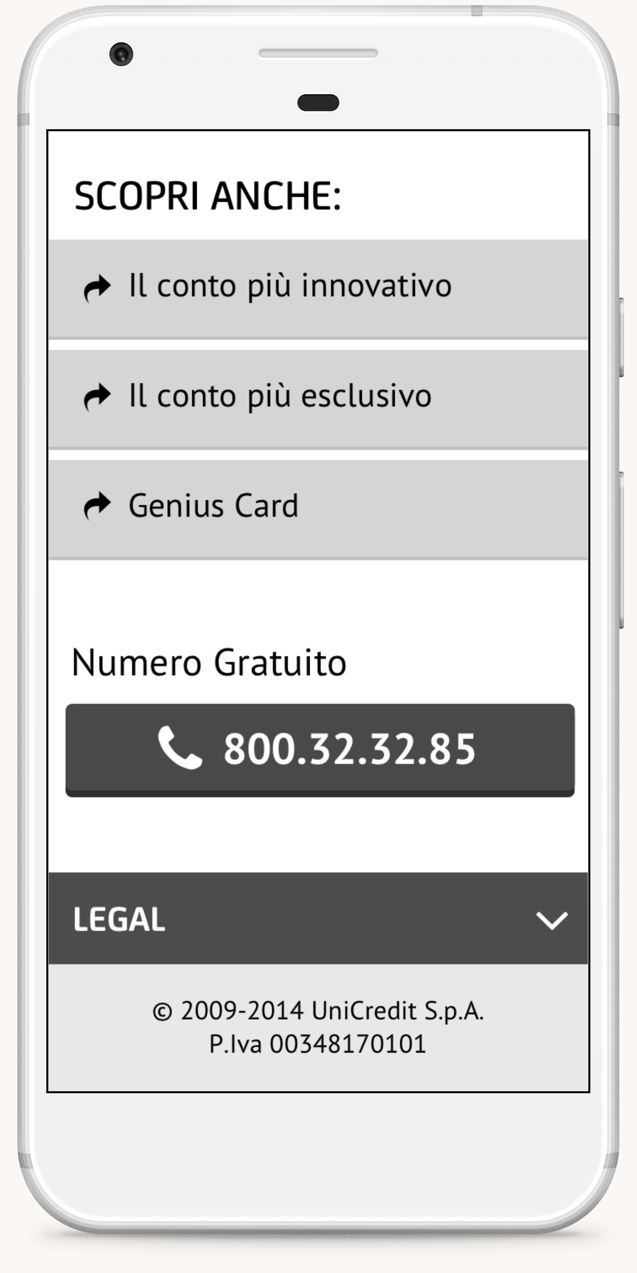 SCOPRI ANCHE:
Il conto più innovativo
Il conto più esclusivo
Genius Card
Numero Gratuito
800.32.32.85
LEGAL
© 2009-2014 UniCredit S.p.A.
P.Iva 00348170101